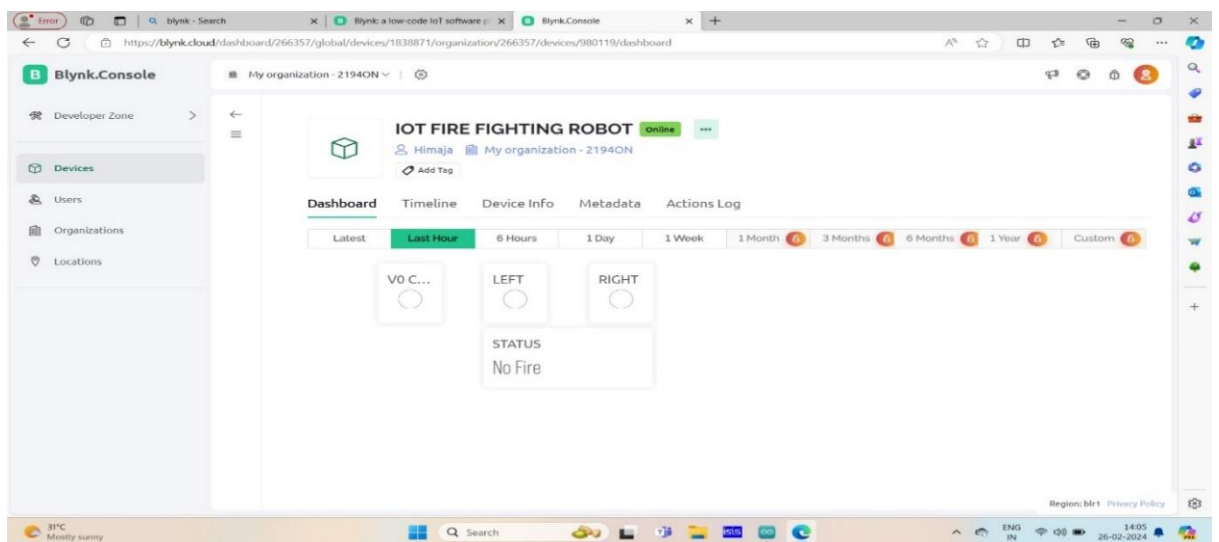 Error
blynk - Search
Blynk: a low-code IoT software p
Blynk.Console
https://blynk.cloud/dashboard/266357/global/devices/1838871/organization/266357/devices/980119/dashboard
B Blynk.Console
My organization - 2194ON
Developer Zone
Devices
Users
Organizations
Locations
IOT FIRE FIGHTING ROBOT Online
Himaja My organization - 2194ON
Add Tag
Dashboard Timeline Device Info Metadata Actions Log
Latest Last Hour 6 Hours 1 Day 1 Week 1 Month 3 Months 6 Months 1 Year Custom
V0 C... LEFT RIGHT
STATUS
No Fire
Region: blr1 Privacy Policy
31°C
Mostly sunny
Search
ENG
IN
14:05
26-02-2024